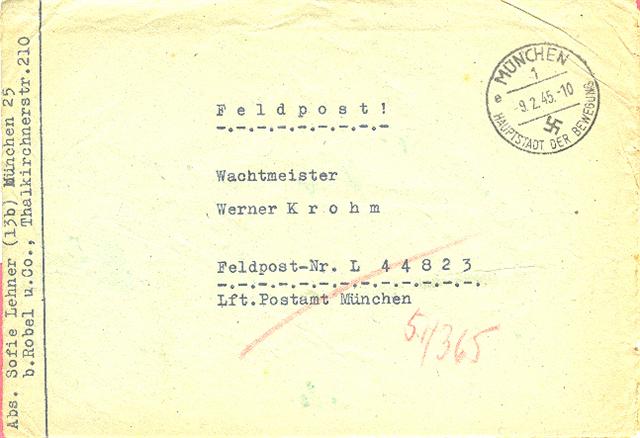 Abs. Sofie Lehner (13b) München 25
b.Robel u.Co., Thalkirchnerstr.210
MÜNCHEN
1
e
-9.2.45.-10
HAUPTSTADT DER BEWEGUNG
Feldpost!
Wachtmeister
Werner Krohm
Feldpost-Nr. L 44823
Lft.Postamt München
51/365